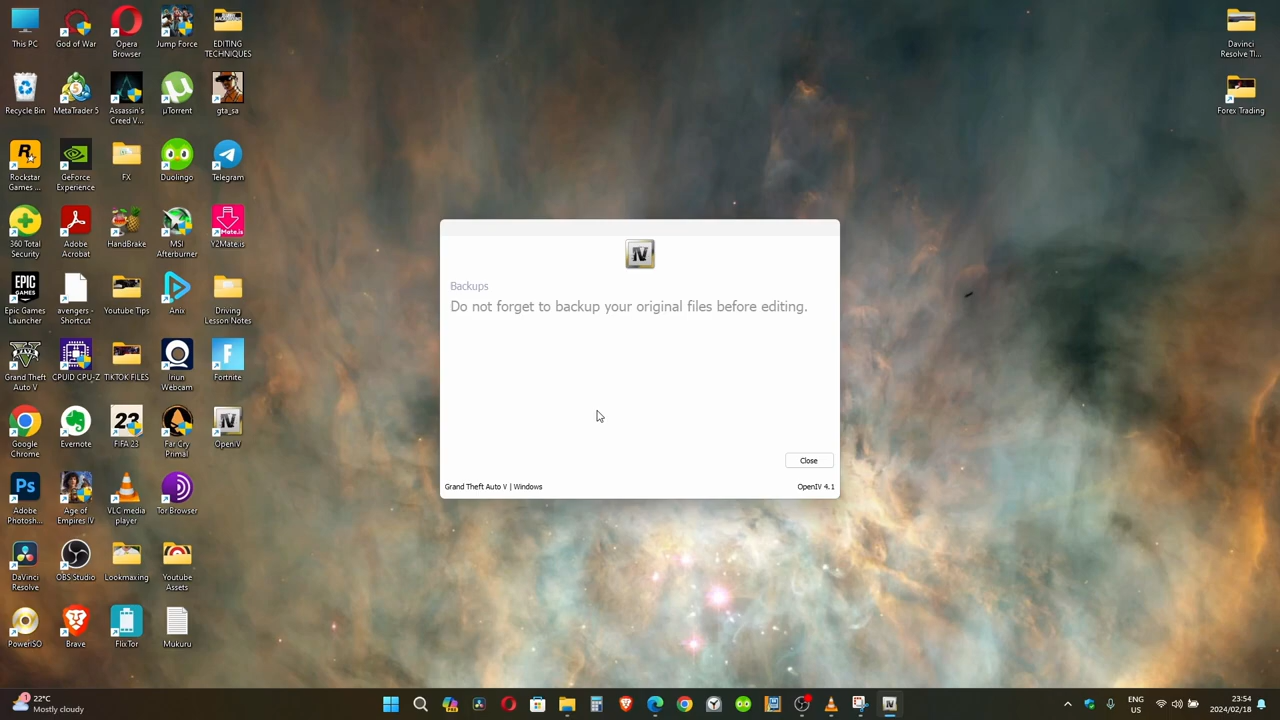 This PC
God of War
Opera
Browser
Jump Force
EDITING
TECHNIQUES
Recycle Bin
MetaTrader 5
Assassin's
Creed V...
µTorrent
gta_sa
Rockstar
Games ...
GeForce
Experience
FX
Duolingo
Telegram
360 Total
Security
Adobe
Acrobat
HandBrake
MSI
Afterburner
Y2Mate.is
Epic Games
Launcher
avengers -
Shortcut
Youtube Tips
Anix
Driving
Lesson Notes
Grand Theft
Auto V
CPUID CPU-Z
TIKTOK FILES
Iriun
Webcam
Fortnite
Google
Chrome
Evernote
FIFA 23
Far Cry
Primal
OpenIV
Adobe
Photosh...
Age of
Empires IV
VLC media
player
Tor Browser
DaVinci
Resolve
OBS Studio
Lookmaxing
Youtube
Assets
PowerISO
Brave
FlixTor
Mukuru
Davinci
Resolve TI...
Forex Trading
IV
Backups
Do not forget to backup your original files before editing.
Close
Grand Theft Auto V | Windows
OpenIV 4.1
22°C
Mostly cloudy
ENG
US
23:54
2024/02/18